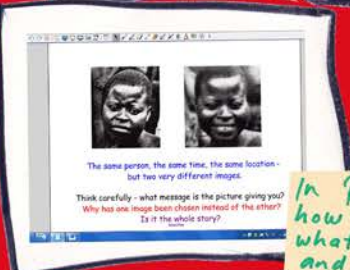 The same person, the same time, the same location -
but two very different images.
Think carefully - what message is the picture giving you?
Why has one image been chosen instead of the other?
Is it the whole story?
In
how
what
and